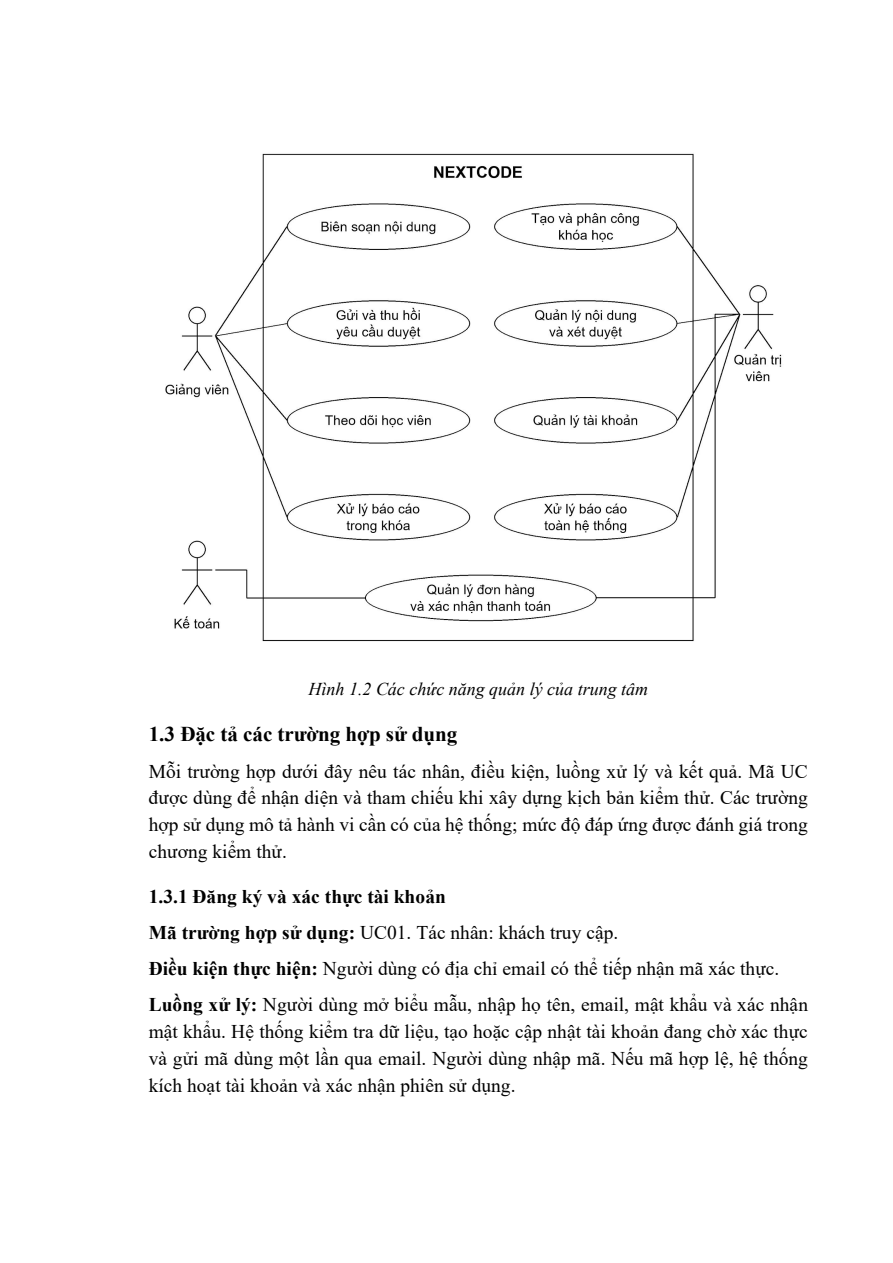 NEXTCODE
Biên soạn nội dung
Tạo và phân công
khóa học
Gửi và thu hồi
yêu cầu duyệt
Quản lý nội dung
và xét duyệt
Giảng viên
Quản trị
viên
Theo dõi học viên
Quản lý tài khoản
Xử lý báo cáo
trong khóa
Xử lý báo cáo
toàn hệ thống
Kế toán
Quản lý đơn hàng
và xác nhận thanh toán
Hình 1.2 Các chức năng quản lý của trung tâm
1.3 Đặc tả các trường hợp sử dụng
Mỗi trường hợp dưới đây nêu tác nhân, điều kiện, luồng xử lý và kết quả. Mã UC
được dùng để nhận diện và tham chiếu khi xây dựng kịch bản kiểm thử. Các trường
hợp sử dụng mô tả hành vi cần có của hệ thống; mức độ đáp ứng được đánh giá trong
chương kiểm thử.
1.3.1 Đăng ký và xác thực tài khoản
Mã trường hợp sử dụng: UC01. Tác nhân: khách truy cập.
Điều kiện thực hiện: Người dùng có địa chỉ email có thể tiếp nhận mã xác thực.
Luồng xử lý: Người dùng mở biểu mẫu, nhập họ tên, email, mật khẩu và xác nhận
mật khẩu. Hệ thống kiểm tra dữ liệu, tạo hoặc cập nhật tài khoản đang chờ xác thực
và gửi mã dùng một lần qua email. Người dùng nhập mã. Nếu mã hợp lệ, hệ thống
kích hoạt tài khoản và xác nhận phiên sử dụng.